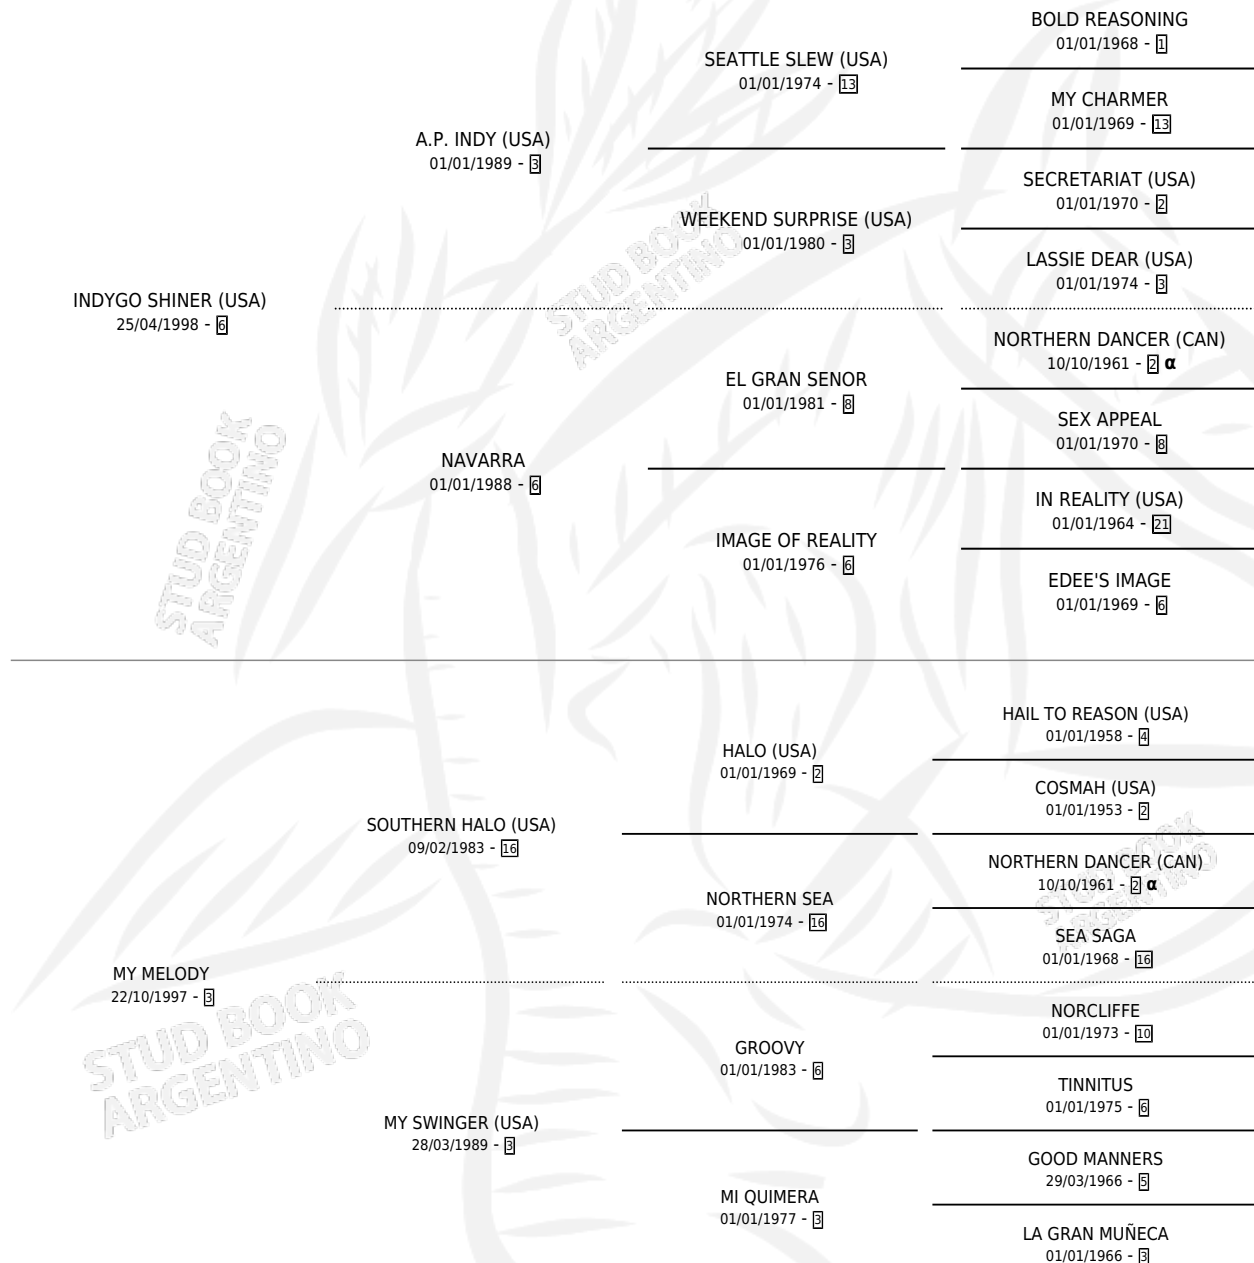 BOLD REASONING
01/01/1968 - 1
SEATTLE SLEW (USA)
01/01/1974 - 13
MY CHARMER
01/01/1969 - 13
A.P. INDY (USA)
01/01/1989 - 3
SECRETARIAT (USA)
01/01/1970 - 2
WEEKEND SURPRISE (USA)
01/01/1980 - 3
LASSIE DEAR (USA)
01/01/1974 - 3
INDYGO SHINER (USA)
25/04/1998 - 6
NORTHERN DANCER (CAN)
10/10/1961 - 2 α
EL GRAN SENOR
01/01/1981 - 8
SEX APPEAL
01/01/1970 - 8
NAVARRA
01/01/1988 - 6
IN REALITY (USA)
01/01/1964 - 21
IMAGE OF REALITY
01/01/1976 - 6
EDEE'S IMAGE
01/01/1969 - 6
HAIL TO REASON (USA)
01/01/1958 - 4
HALO (USA)
01/01/1969 - 2
COSMAH (USA)
01/01/1953 - 2
SOUTHERN HALO (USA)
09/02/1983 - 16
NORTHERN DANCER (CAN)
10/10/1961 - 2 α
NORTHERN SEA
01/01/1974 - 16
SEA SAGA
01/01/1968 - 16
MY MELODY
22/10/1997 - 3
NORCLIFFE
01/01/1973 - 10
GROOVY
01/01/1983 - 6
TINNITUS
01/01/1975 - 6
MY SWINGER (USA)
28/03/1989 - 3
GOOD MANNERS
29/03/1966 - 5
MI QUIMERA
01/01/1977 - 3
LA GRAN MUÑECA
01/01/1966 - 3
STUD BOOK
ARGENTINO
STUD BOOK
ARGENTINO
STUD BOOK
ARGENTINO
STUD BOOK
ARGENTINO